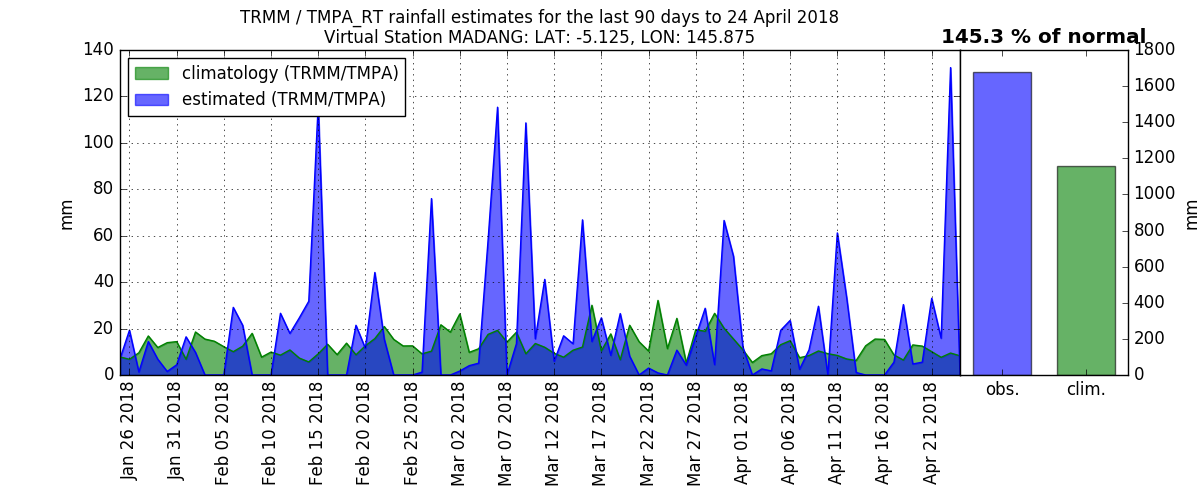 TRMM / TMPA_RT rainfall estimates for the last 90 days to 24 April 2018
Virtual Station MADANG: LAT: -5.125, LON: 145.875
145.3 % of normal
climatology (TRMM/TMPA)
estimated (TRMM/TMPA)
mm
140
120
100
80
60
40
20
0
Jan 26 2018
Jan 31 2018
Feb 05 2018
Feb 10 2018
Feb 15 2018
Feb 20 2018
Feb 25 2018
Mar 02 2018
Mar 07 2018
Mar 12 2018
Mar 17 2018
Mar 22 2018
Mar 27 2018
Apr 01 2018
Apr 06 2018
Apr 11 2018
Apr 16 2018
Apr 21 2018
1800
1600
1400
1200
1000
800
600
400
200
0
mm
obs.
clim.